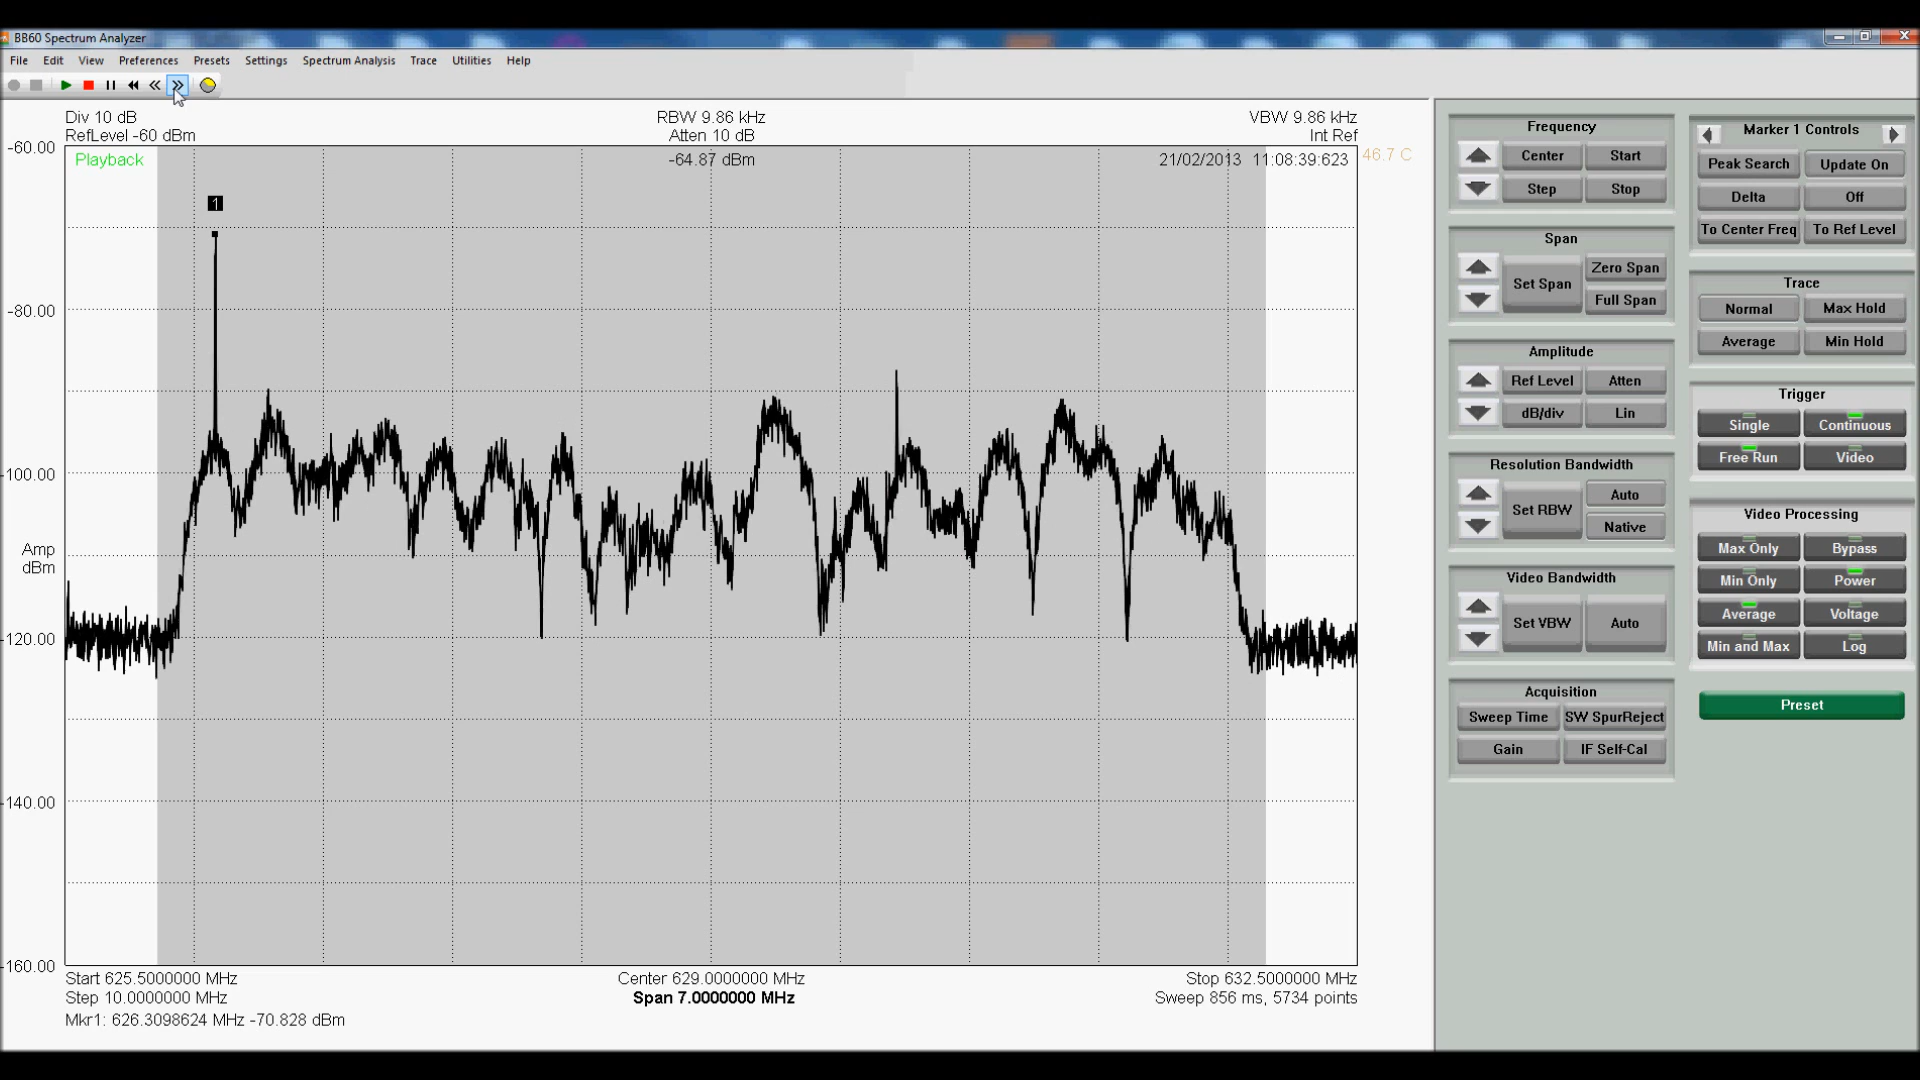 BB60 Spectrum Analyzer
File Edit View Preferences Presets Settings Spectrum Analysis Trace Utilities Help
Div 10 dB RBW 9.86 kHz VBW 9.86 kHz
RefLevel -60 dBm Atten 10 dB Int Ref
-60.00
Playback -64.87 dBm 21/02/2013 11:08:39:623 46.7 C
1
-80.00
-100.00
Amp
dBm
-120.00
-140.00
-160.00
Start 625.5000000 MHz Center 629.0000000 MHz Stop 632.5000000 MHz
Step 10.0000000 MHz Span 7.0000000 MHz Sweep 856 ms, 5734 points
Mkr1: 626.3098624 MHz -70.828 dBm
Frequency
Center Start
Step Stop
Span
Set Span Zero Span
Full Span
Amplitude
Ref Level Atten
dB/div Lin
Resolution Bandwidth
Set RBW Auto
Native
Video Bandwidth
Set VBW Auto
Acquisition
Sweep Time SW SpurReject
Gain IF Self-Cal
Marker 1 Controls
Peak Search Update On
Delta Off
To Center Freq To Ref Level
Trace
Normal Max Hold
Average Min Hold
Trigger
Single Continuous
Free Run Video
Video Processing
Max Only Bypass
Min Only Power
Average Voltage
Min and Max Log
Preset